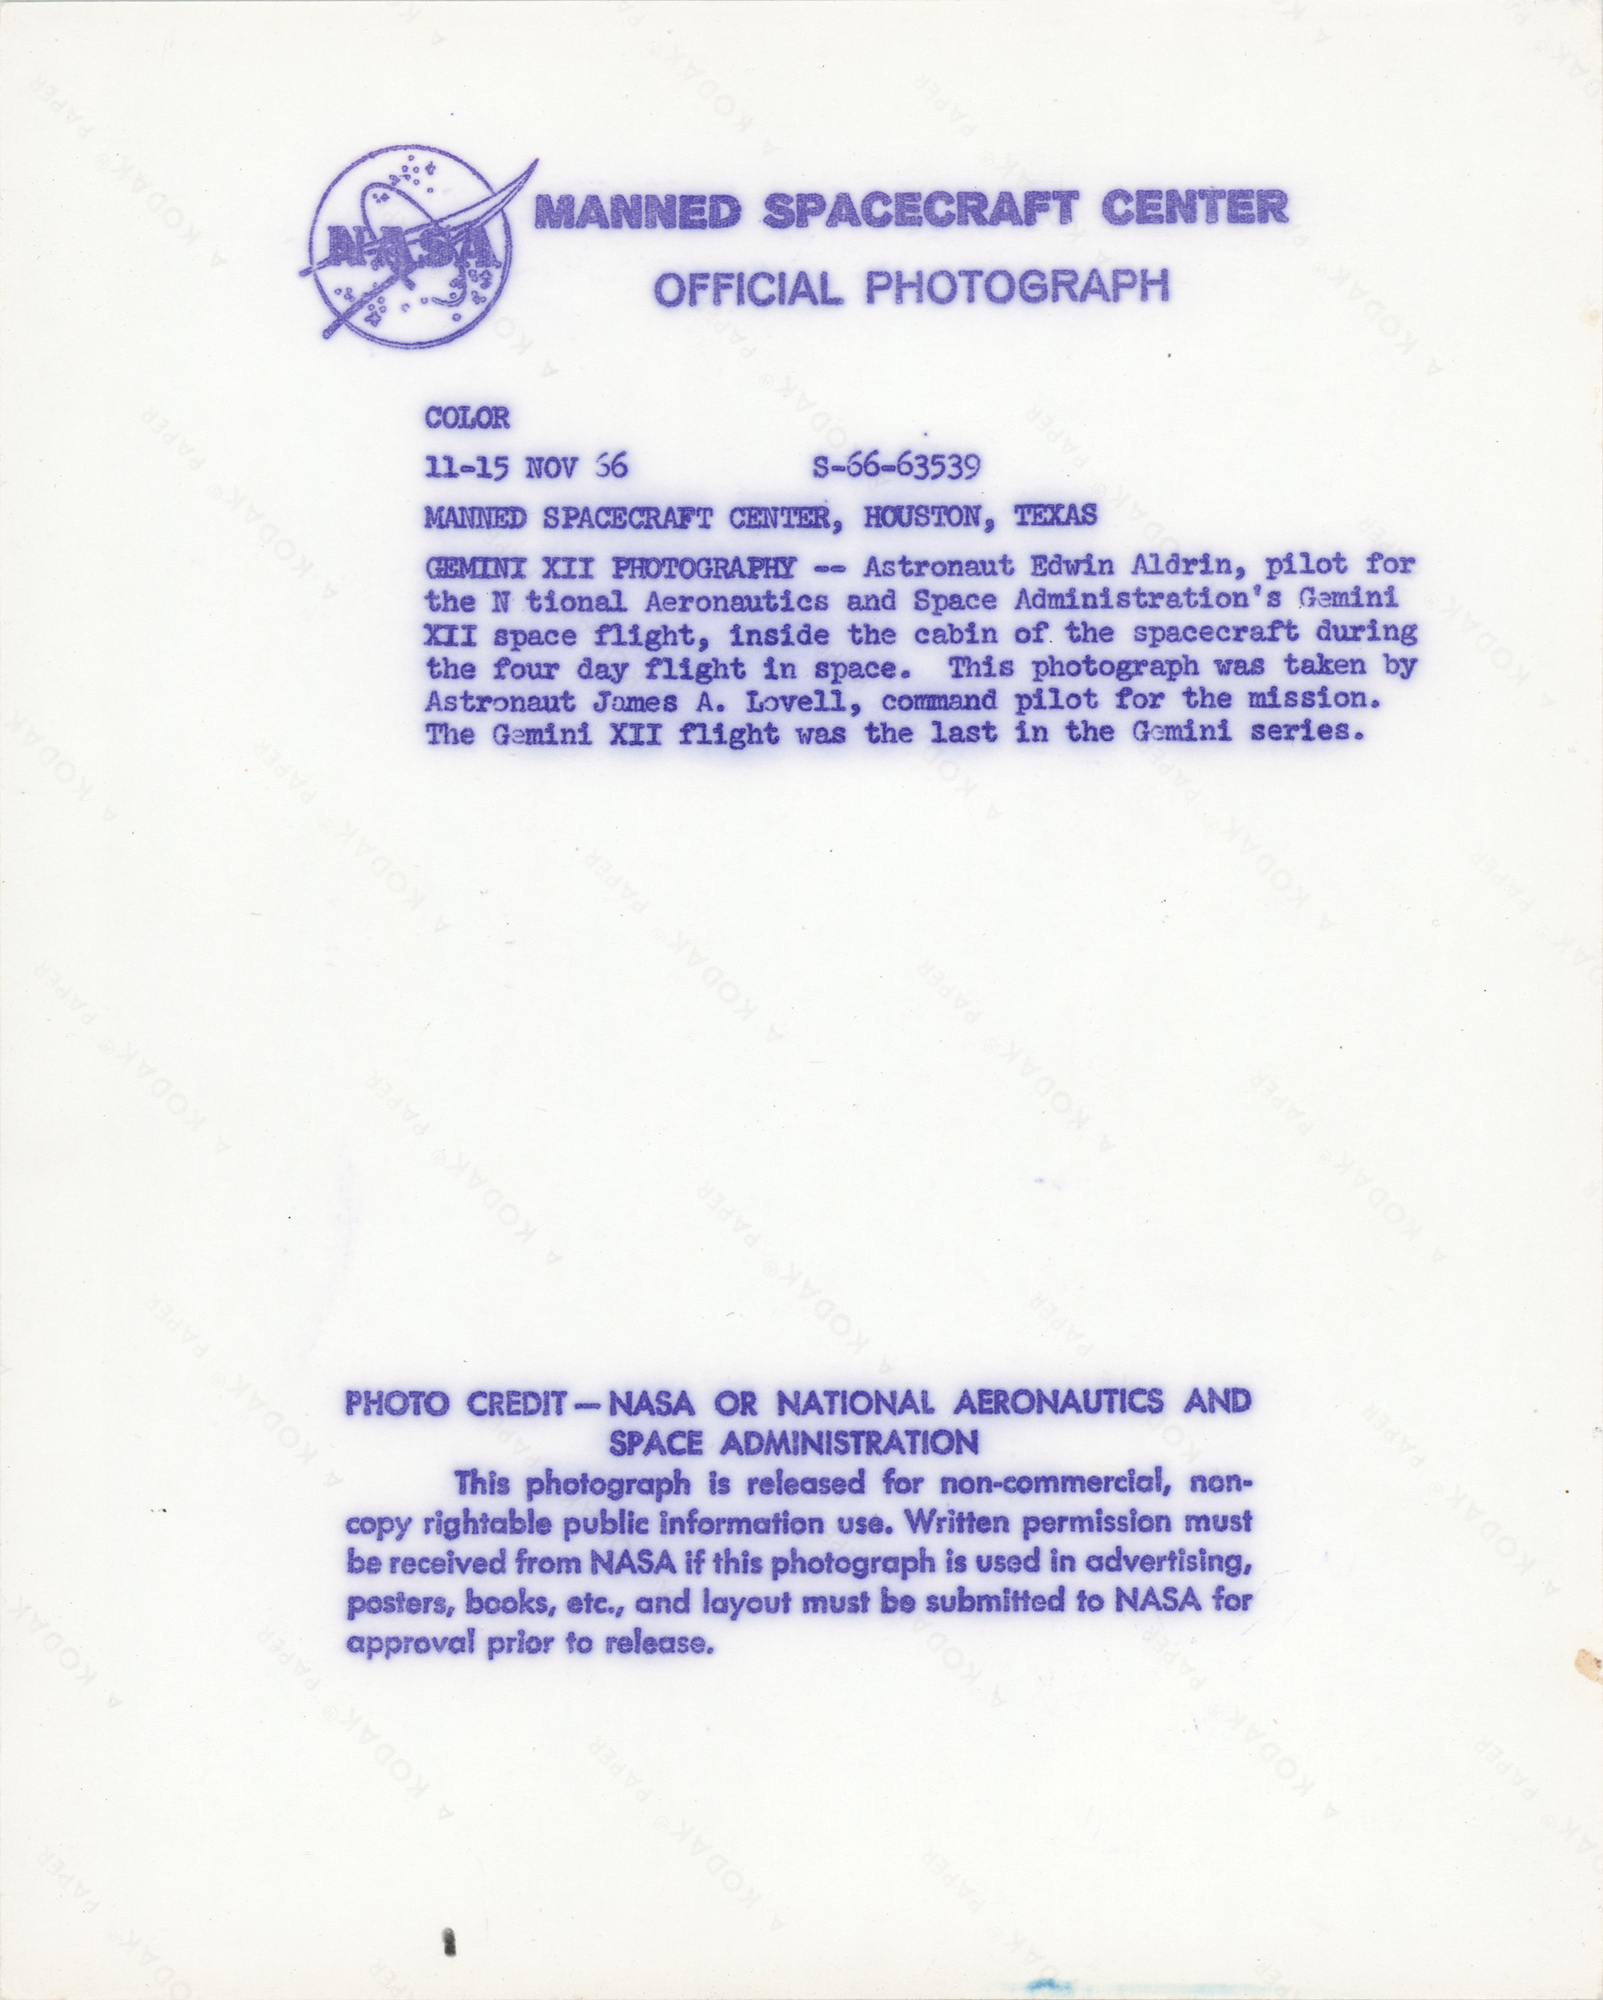 NASA
MANNED SPACECRAFT CENTER
OFFICIAL PHOTOGRAPH
COLOR
11-15 NOV 66 S-66-63539
MANNED SPACECRAFT CENTER, HOUSTON, TEXAS
GEMINI XII PHOTOGRAPHY -- Astronaut Edwin Aldrin, pilot for
the N tional Aeronautics and Space Administration's Gemini
XII space flight, inside the cabin of the spacecraft during
the four day flight in space. This photograph was taken by
Astronaut James A. Lovell, command pilot for the mission.
The Gemini XII flight was the last in the Gemini series.
PHOTO CREDIT—NASA OR NATIONAL AERONAUTICS AND
SPACE ADMINISTRATION
This photograph is released for non-commercial, non-
copy rightable public information use. Written permission must
be received from NASA if this photograph is used in advertising,
posters, books, etc., and layout must be submitted to NASA for
approval prior to release.
A KODAK® PAPER